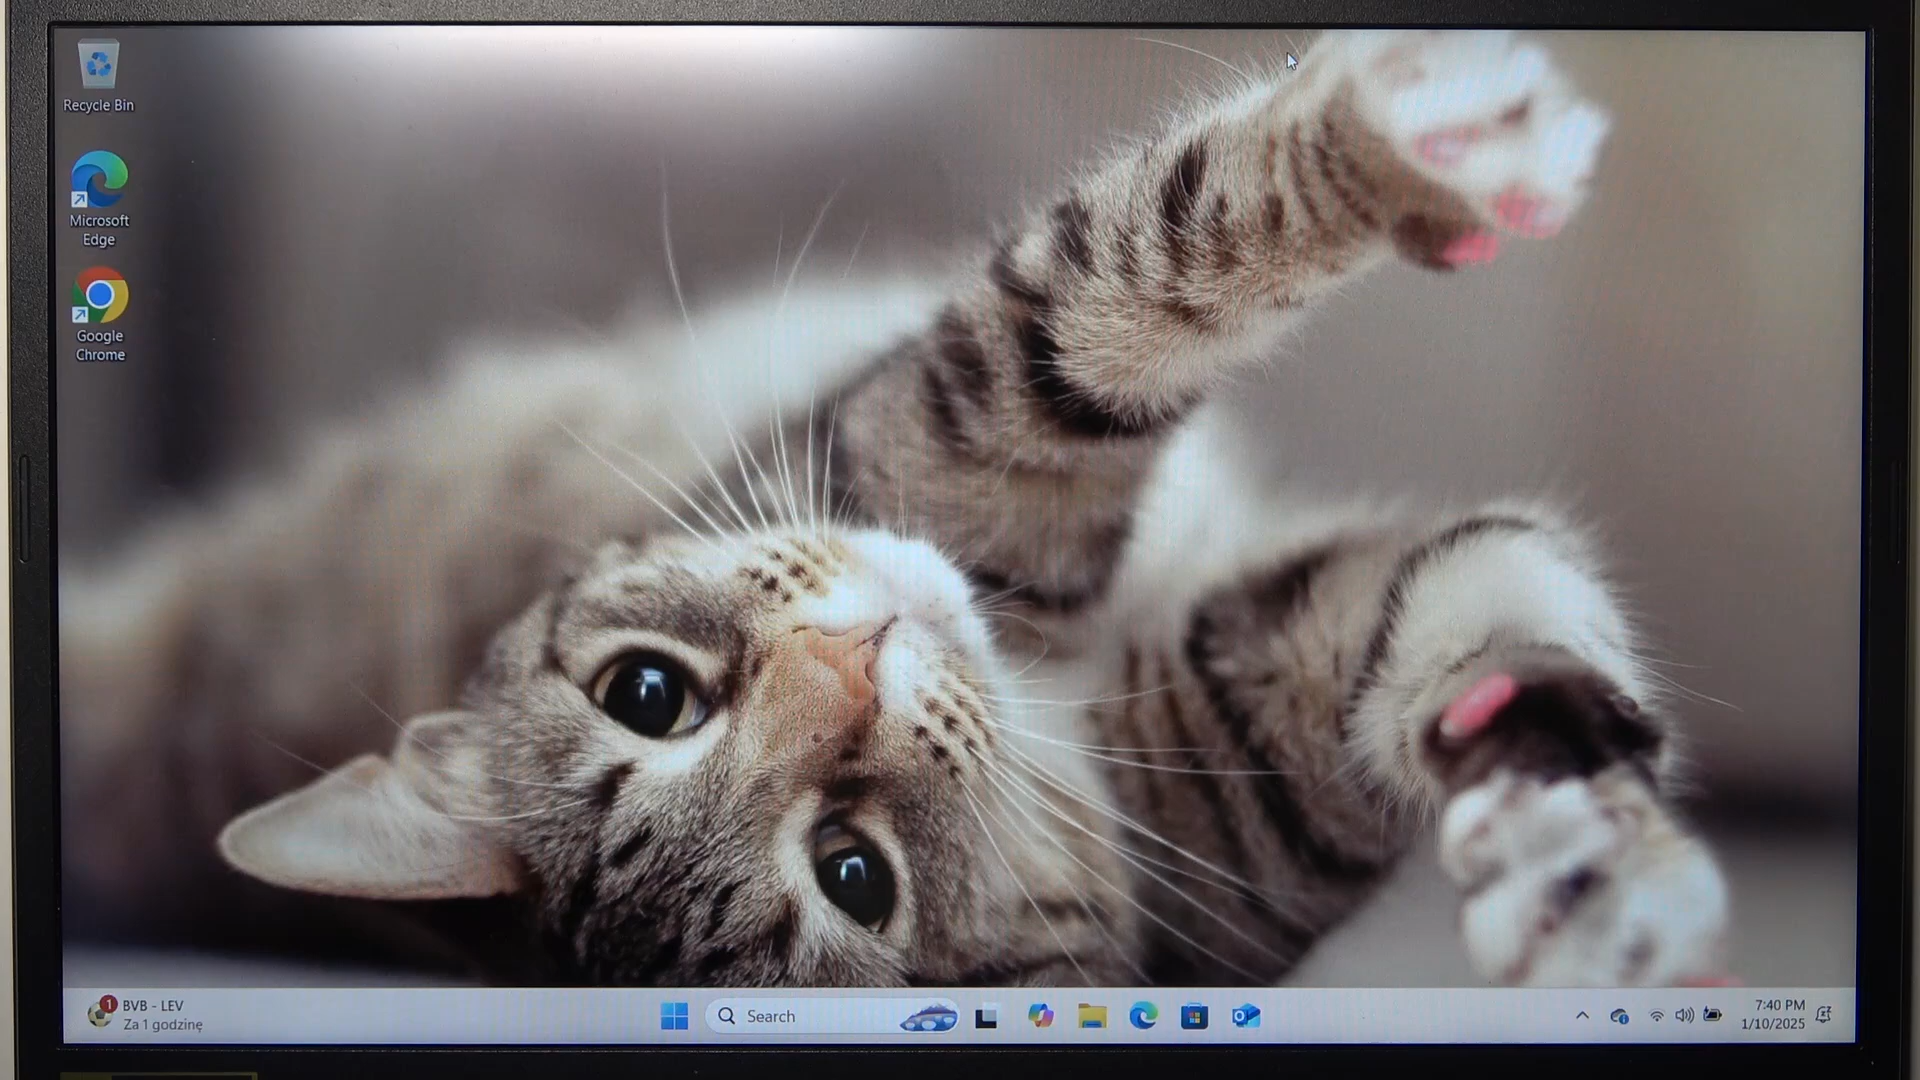 Recycle Bin
Microsoft
Edge
Google
Chrome
1
BVB - LEV
Za 1 godzinę
Search
7:40 PM
1/10/2025